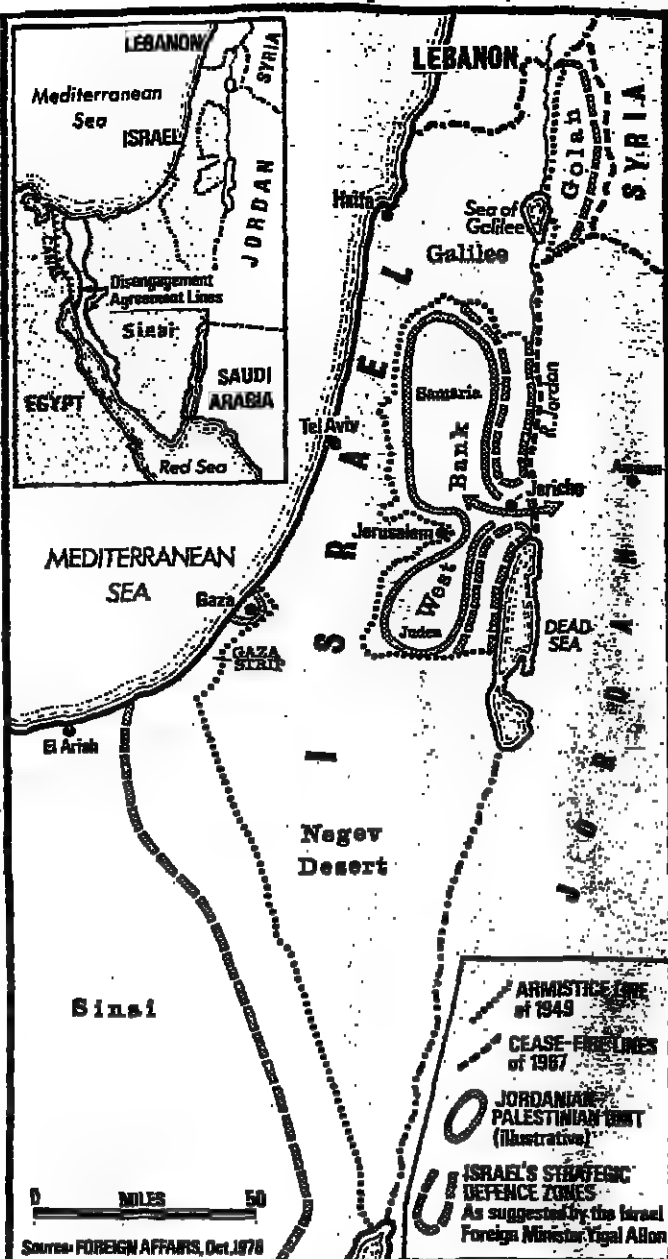 LEBANON
SYRIA
Mediterranean
Sea
ISRAEL
JORDAN
Disengagement
Agreement Lines
Sinai
EGYPT
SAUDI
ARABIA
Red Sea
LEBANON
SYRIA
Golan
Haifa
Sea of
Galilee
Galilee
ISRAEL
Samaria
R. Jordan
Tel Aviv
West Bank
Jericho
Amman
Jerusalem
MEDITERRANEAN
SEA
Gaza
GAZA
STRIP
Judea
DEAD
SEA
JORDAN
El Arish
Negev
Desert
Sinai
ARMISTICE LINE
of 1949
CEASE-FIRE LINES
of 1967
JORDANIAN-
PALESTINIAN UNIT
(illustrative)
ISRAEL'S STRATEGIC
DEFENCE ZONES
As suggested by the Israel
Foreign Minister Yigal Allon
0 MILES 50
Source: FOREIGN AFFAIRS, Oct. 1976